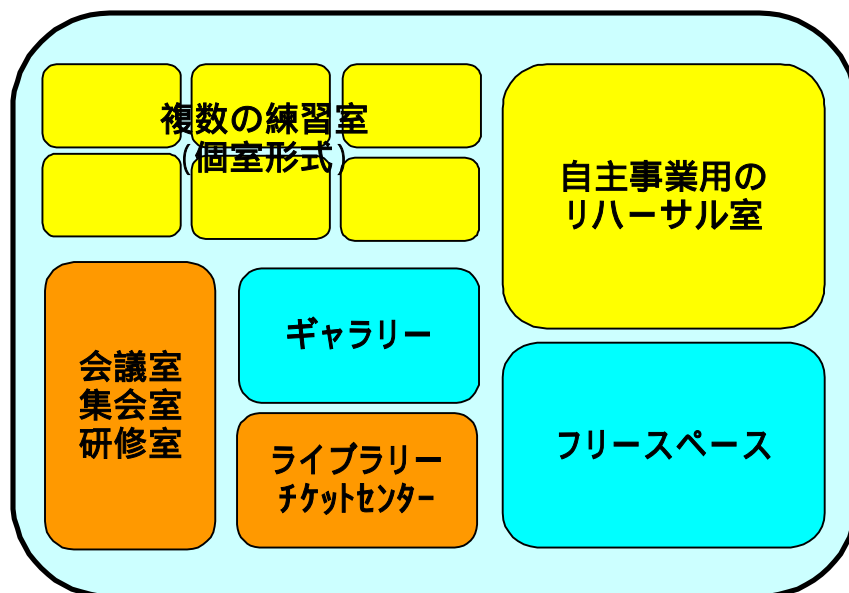 複数の練習室
(個室形式)
自主事業用の
リハーサル室
会議室
集会室
研修室
ギャラリー
ライブラリー
チケットセンター
フリースペース